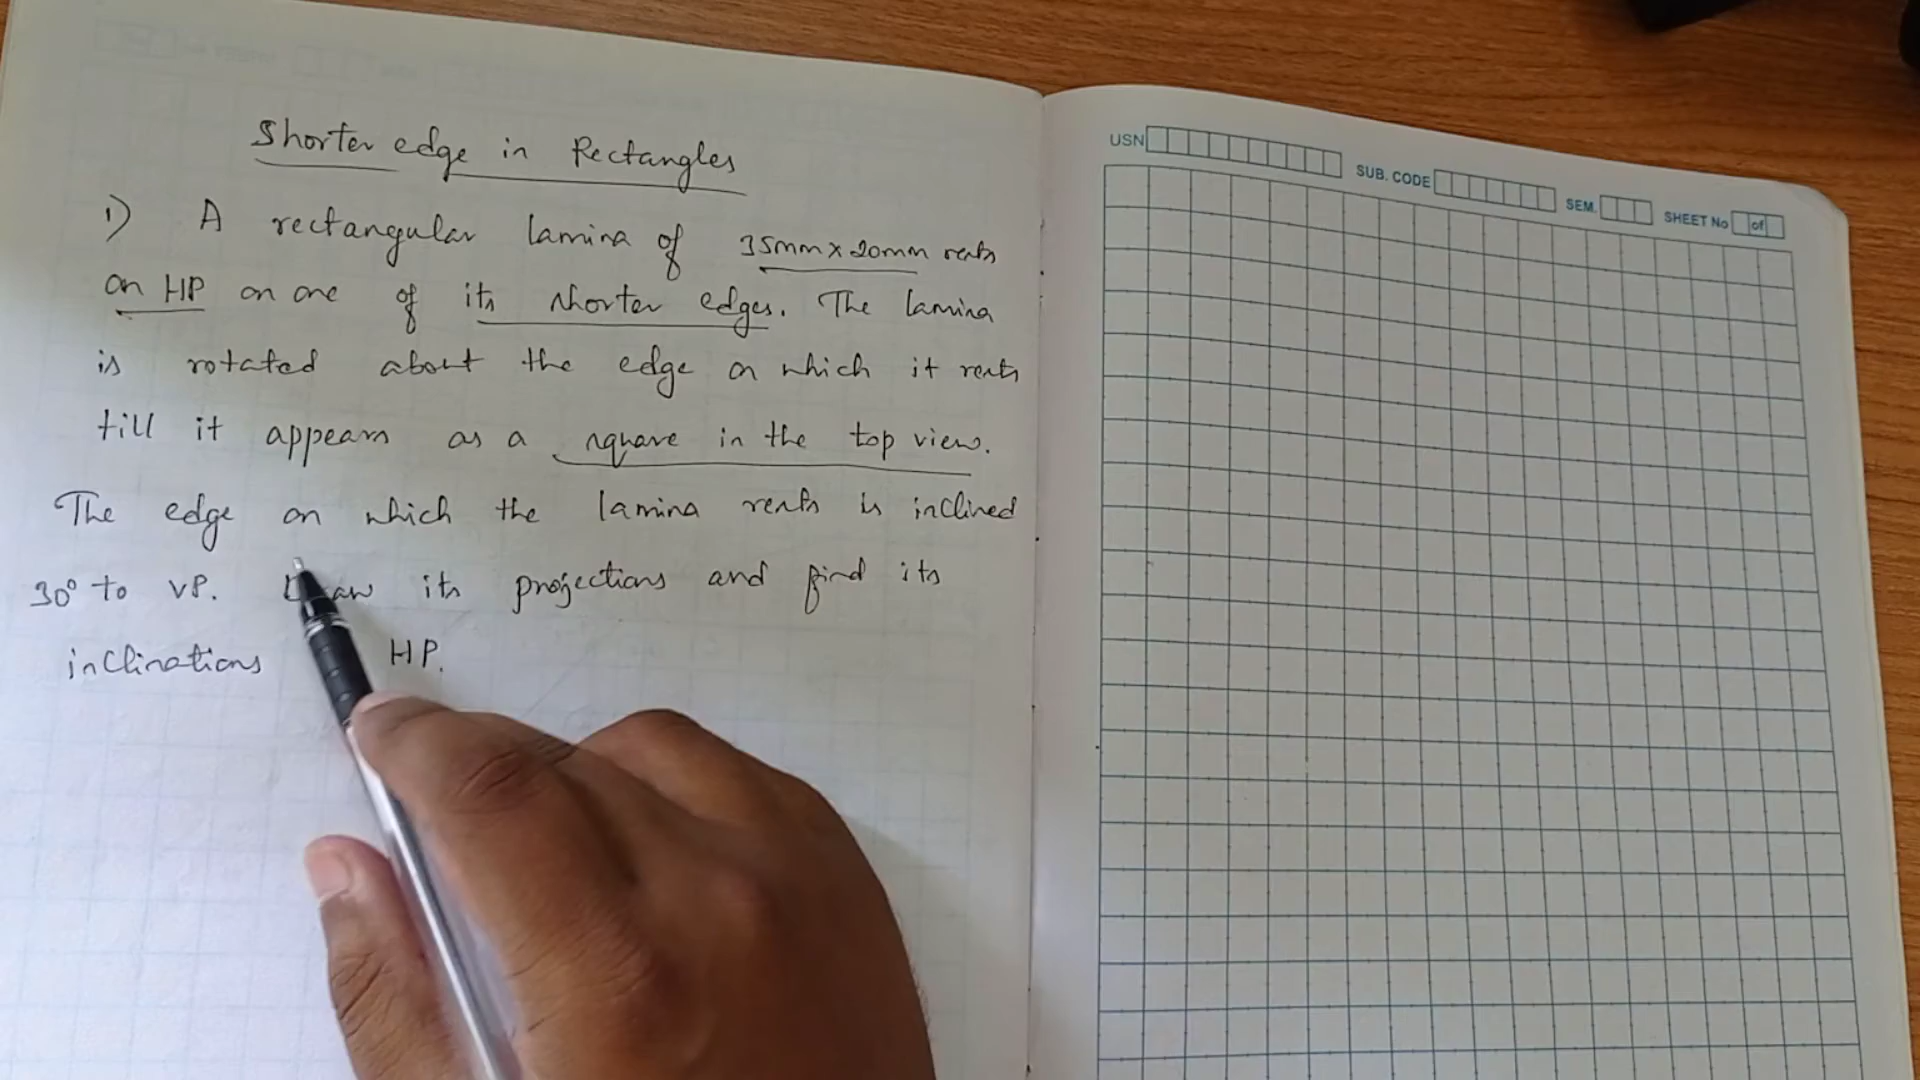 Shorter edge in Rectangles
1) A rectangular lamina of 35mm x 20mm rests
on HP on one of its shorter edges. The lamina
is rotated about the edge on which it rests
till it appears as a square in the top view.
The edge on which the lamina rests is inclined
30° to VP. Draw its projections and find its
inclinations HP.
USN
SUB. CODE
SEM.
SHEET No of